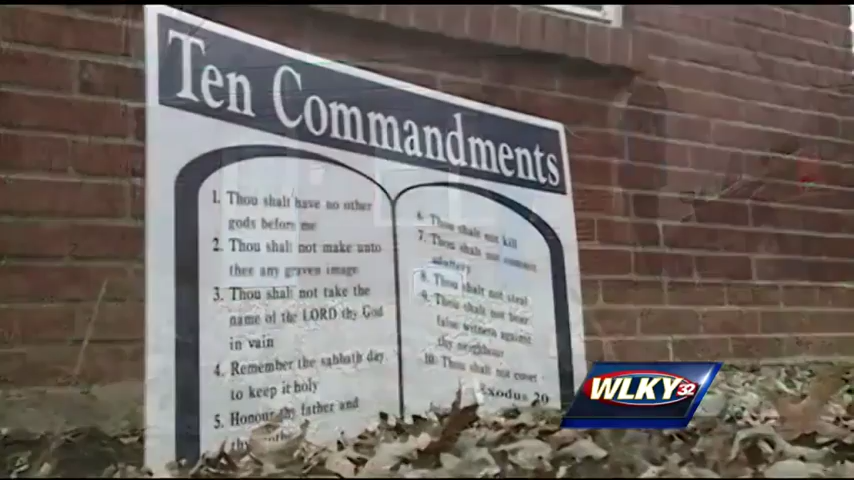 Ten Commandments
1. Thou shalt have no other
gods before me
2. Thou shalt not make unto
thee any graven image
3. Thou shalt not take the
name of the LORD thy God
in vain
4. Remember the sabbath day,
to keep it holy
5. Honour thy father and
thy
6. Thou shalt not kill
7. Thou shalt not commit
adultery
8. Thou shalt not steal
9. Thou shalt not bear
false witness against
thy neighbour
10. Thou shalt not covet
Exodus 20
WLKY 32